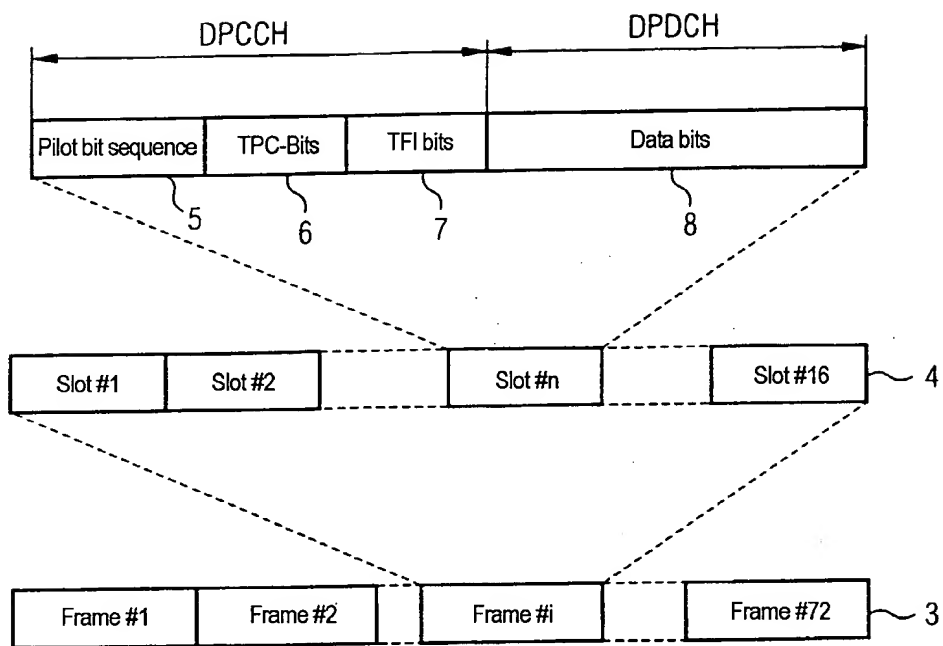 DPCCH DPDCH
Pilot bit sequence TPC-Bits TFI bits Data bits
5 6 7 8
Slot #1 Slot #2 Slot #n Slot #16 4
Frame #1 Frame #2 Frame #i Frame #72 3